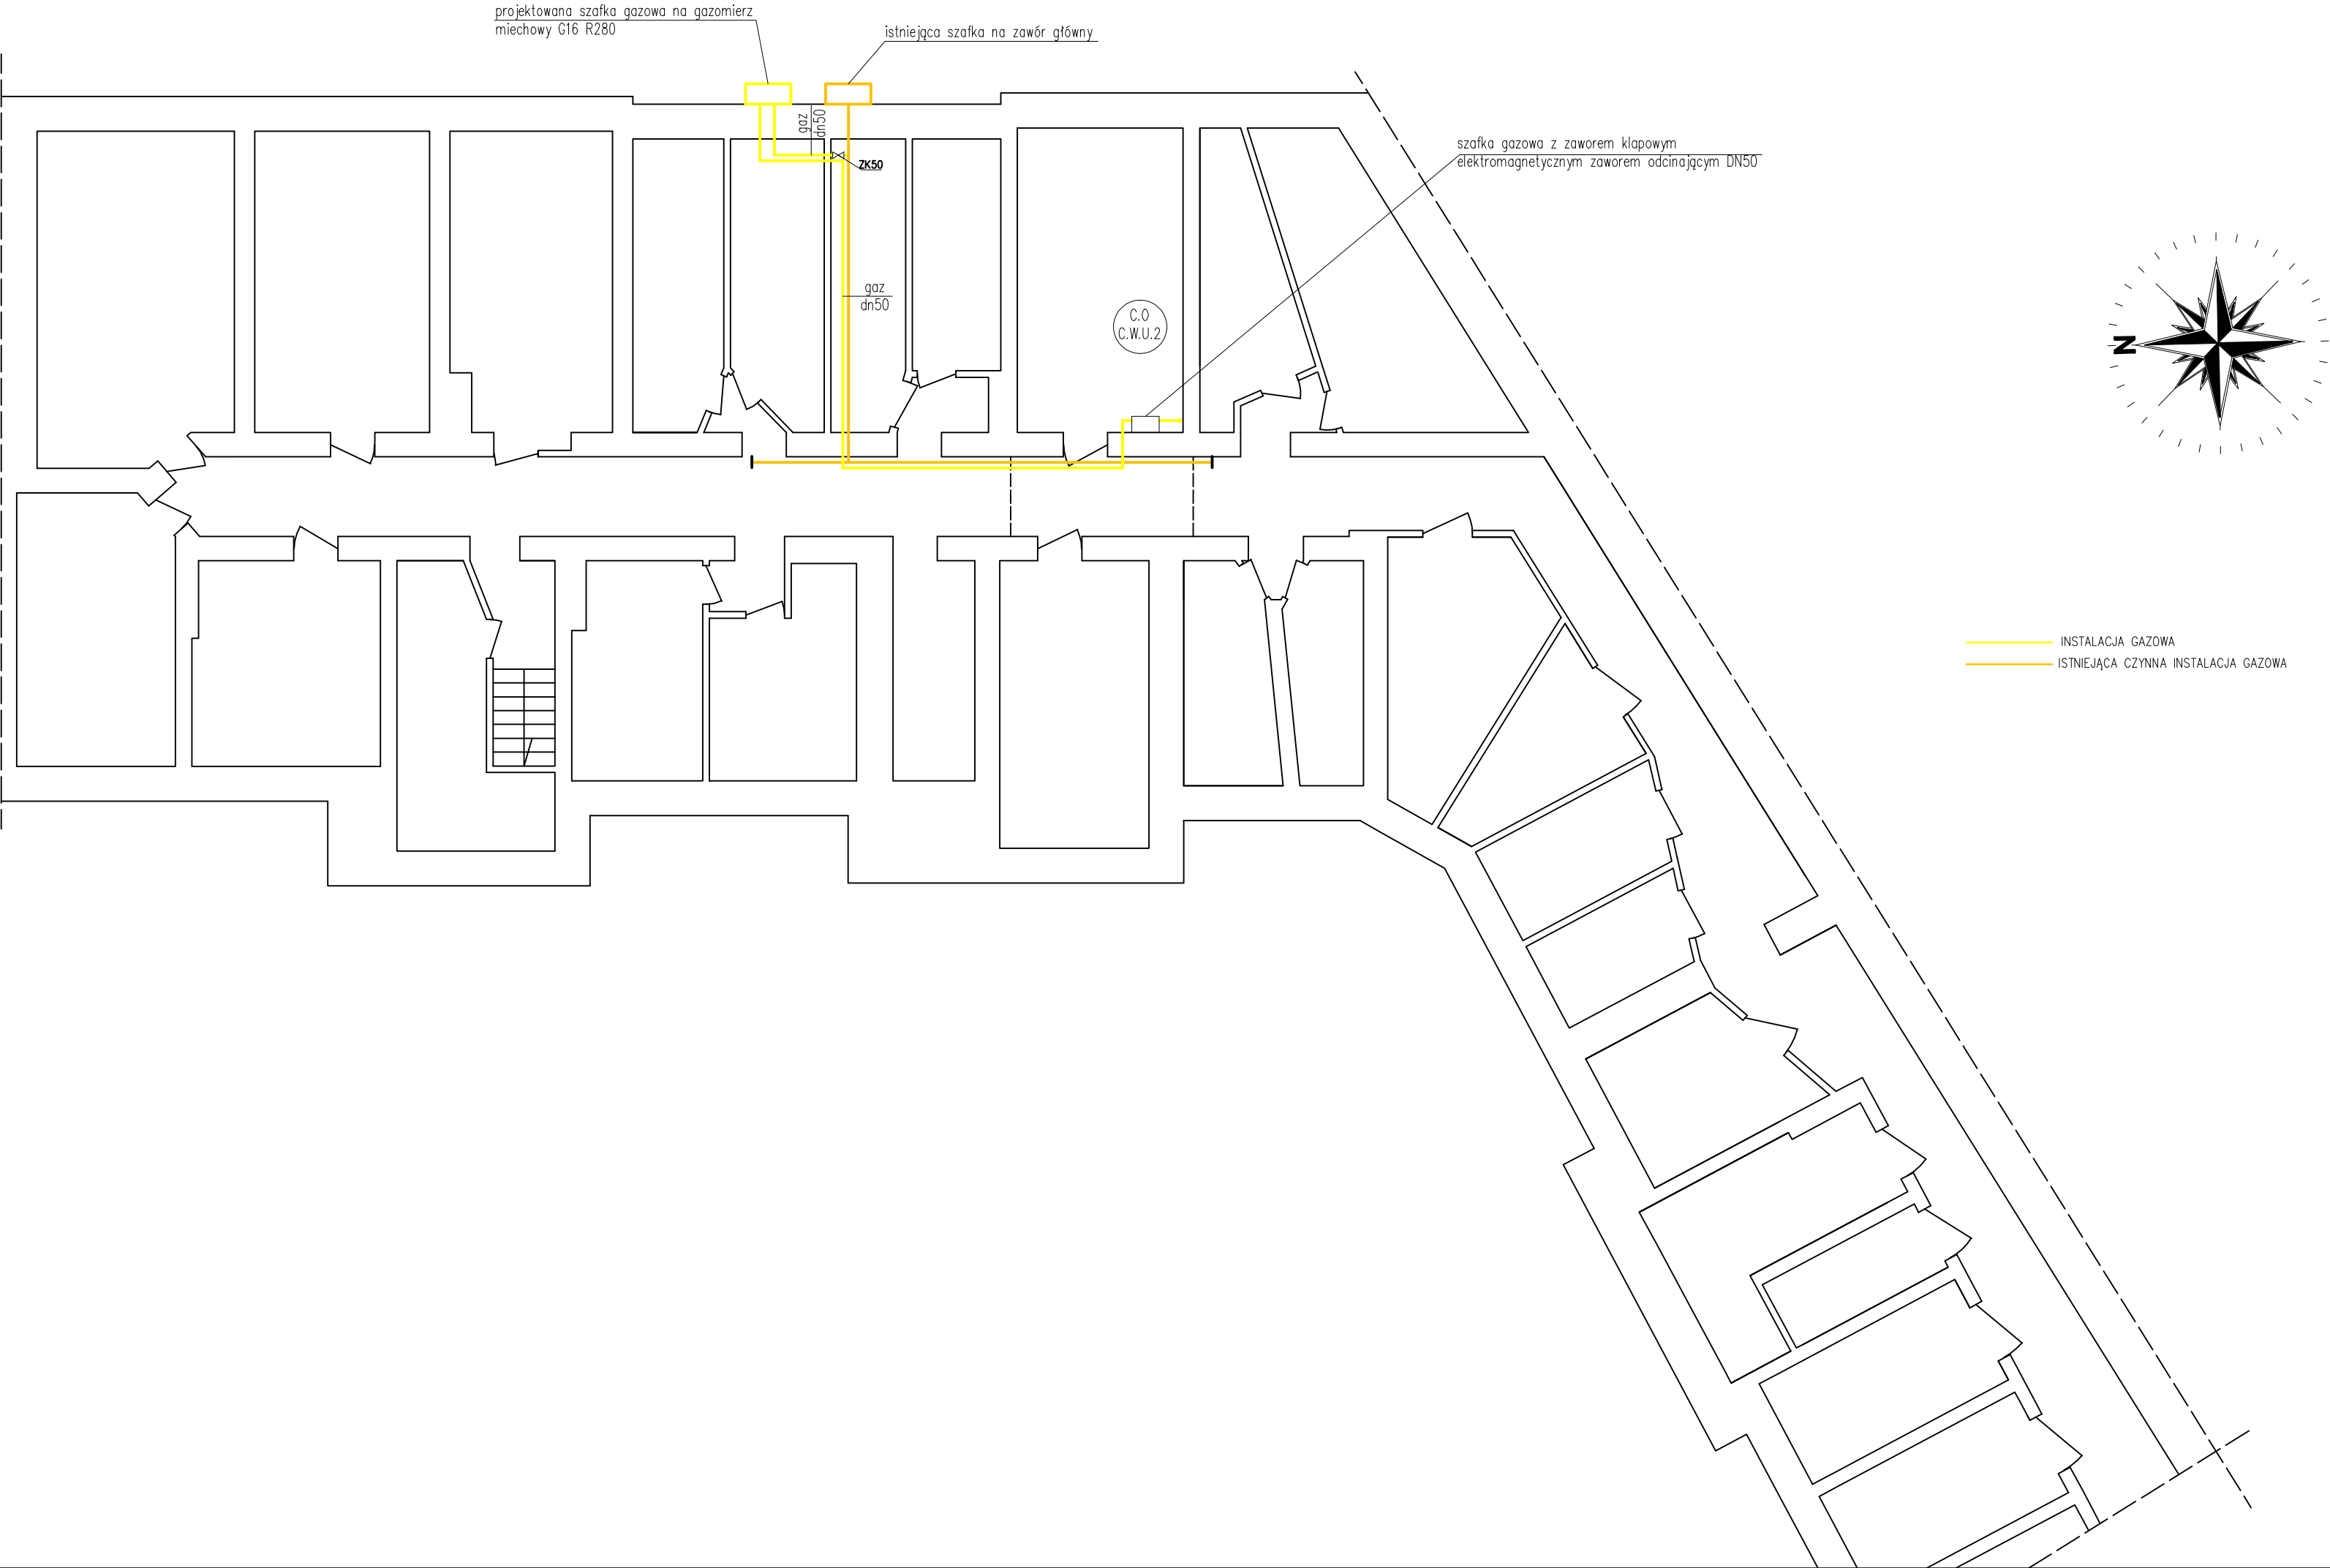 projektowana szafka gazowa na gazomierz
miechowy G16 R280
istniejąca szafka na zawór główny
gaz
dn50
ZK50
szafka gazowa z zaworem klapowym
elektromagnetycznym zaworem odcinającym DN50
gaz
dn50
C.O
C.W.U.2
N
INSTALACJA GAZOWA
ISTNIEJĄCA CZYNNA INSTALACJA GAZOWA